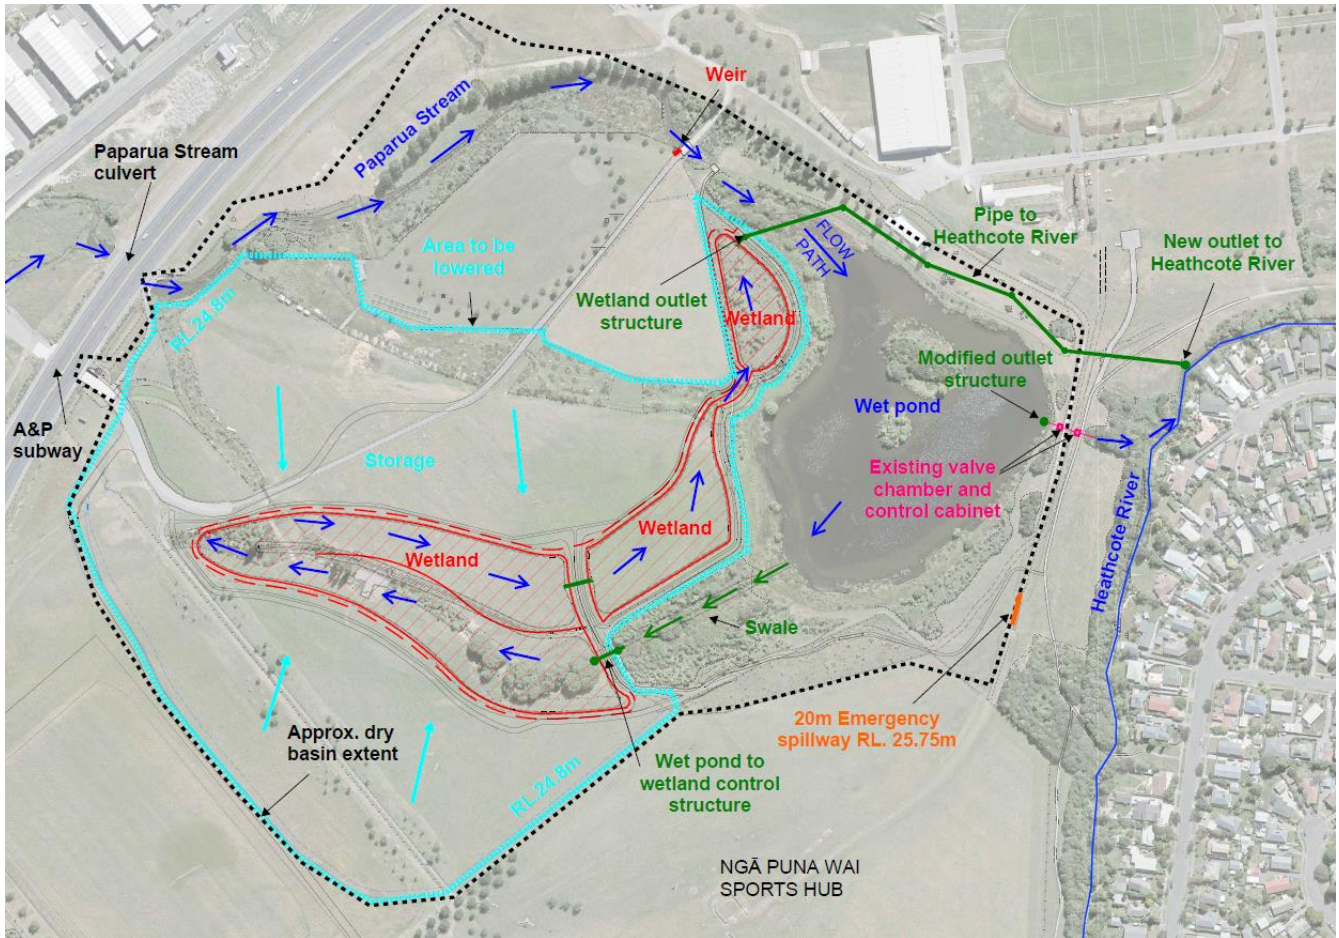 Weir
Paparua Stream
Paparua Stream
culvert
Area to be
lowered
FLOW
PATH
Pipe to
Heathcote River
New outlet to
Heathcote River
RL 24.8m
Wetland outlet
structure
Wetland
Modified outlet
structure
Wet pond
A&P
subway
Storage
Existing valve
chamber and
control cabinet
Wetland
Wetland
Heathcote River
Swale
Approx. dry
basin extent
20m Emergency
spillway RL. 25.75m
RL 24.8m
Wet pond to
wetland control
structure
NGĀ PUNA WAI
SPORTS HUB